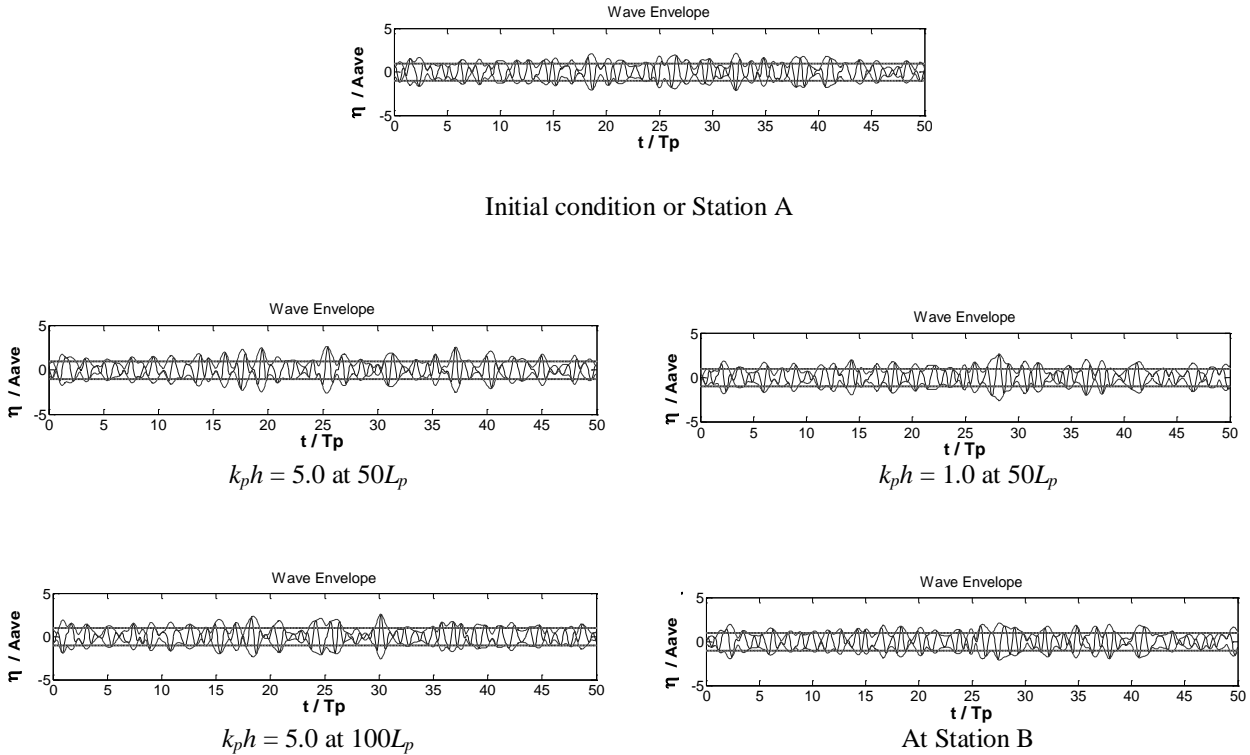 Wave Envelope
5
0
-5
η / Aave
0 5 10 15 20 25 30 35 40 45 50
t / Tp
Initial condition or Station A
Wave Envelope
5
0
-5
η / Aave
0 5 10 15 20 25 30 35 40 45 50
t / Tp
kₚh = 5.0 at 50Lₚ
Wave Envelope
5
0
-5
η / Aave
0 5 10 15 20 25 30 35 40 45 50
t / Tp
kₚh = 1.0 at 50Lₚ
Wave Envelope
5
0
-5
η / Aave
0 5 10 15 20 25 30 35 40 45 50
t / Tp
kₚh = 5.0 at 100Lₚ
Wave Envelope
5
0
-5
η / Aave
0 5 10 15 20 25 30 35 40 45 50
t / Tp
At Station B